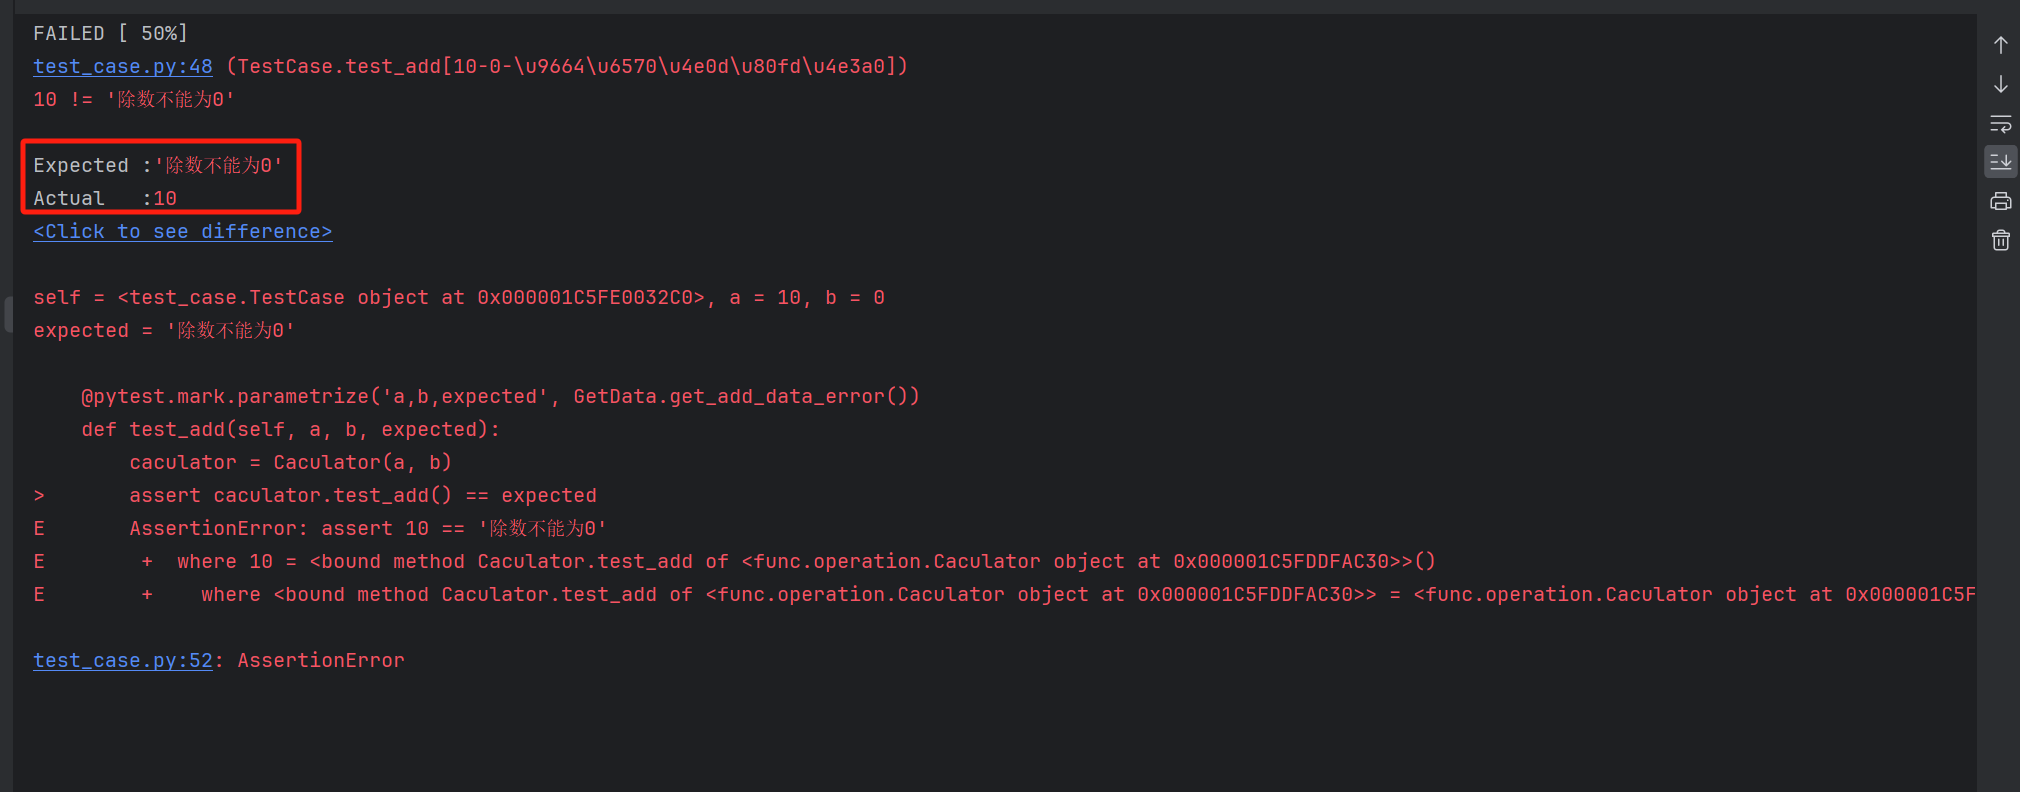 FAILED [ 50%]
test_case.py:48 (TestCase.test_add[10-0-\u9664\u6570\u4e0d\u80fd\u4e3a0])
10 != '除数不能为0'
Expected :'除数不能为0'
Actual   :10
<Click to see difference>
self = <test_case.TestCase object at 0x000001C5FE0032C0>, a = 10, b = 0
expected = '除数不能为0'
    @pytest.mark.parametrize('a,b,expected', GetData.get_add_data_error())
    def test_add(self, a, b, expected):
        caculator = Caculator(a, b)
>       assert caculator.test_add() == expected
E       AssertionError: assert 10 == '除数不能为0'
E        +  where 10 = <bound method Caculator.test_add of <func.operation.Caculator object at 0x000001C5FDDFAC30>>()
E        +    where <bound method Caculator.test_add of <func.operation.Caculator object at 0x000001C5FDDFAC30>> = <func.operation.Caculator object at 0x000001C5F
test_case.py:52: AssertionError